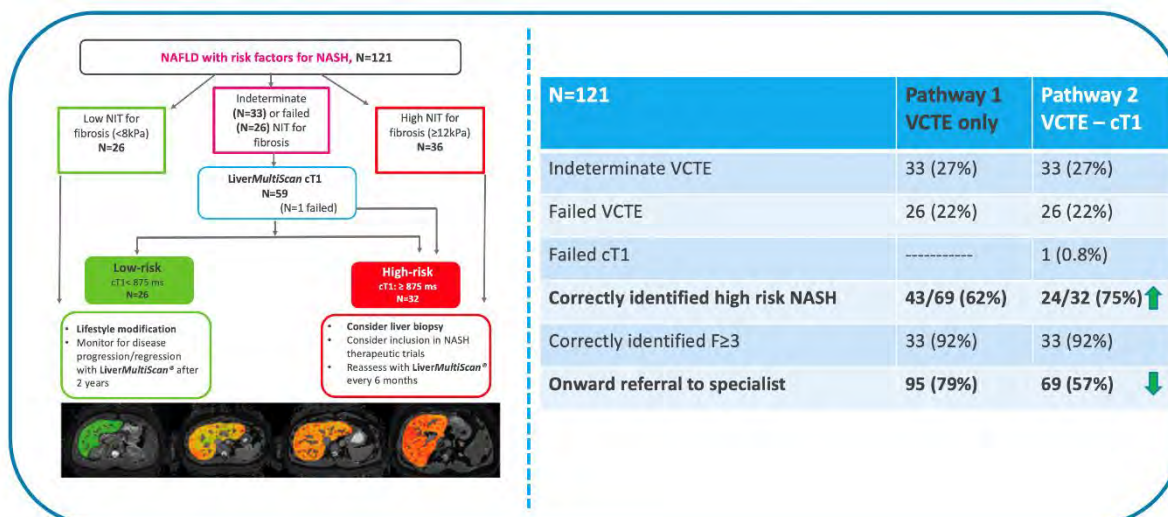 NAFLD with risk factors for NASH, N=121
Low NIT for
fibrosis (<8kPa)
N=26
Indeterminate
(N=33) or failed
(N=26) NIT for
fibrosis
High NIT for
fibrosis (≥12kPa)
N=36
LiverMultiScan cT1
N=59
(N=1 failed)
Low-risk
cT1< 875 ms
N=26
High-risk
cT1: ≥ 875 ms
N=32
• Lifestyle modification
• Monitor for disease
progression/regression
with LiverMultiScan® after
2 years
• Consider liver biopsy
• Consider inclusion in NASH
therapeutic trials
• Reassess with LiverMultiScan®
every 6 months
N=121 Pathway 1 VCTE only Pathway 2 VCTE – cT1
Indeterminate VCTE 33 (27%) 33 (27%)
Failed VCTE 26 (22%) 26 (22%)
Failed cT1 ----------- 1 (0.8%)
Correctly identified high risk NASH 43/69 (62%) 24/32 (75%)
Correctly identified F≥3 33 (92%) 33 (92%)
Onward referral to specialist 95 (79%) 69 (57%)